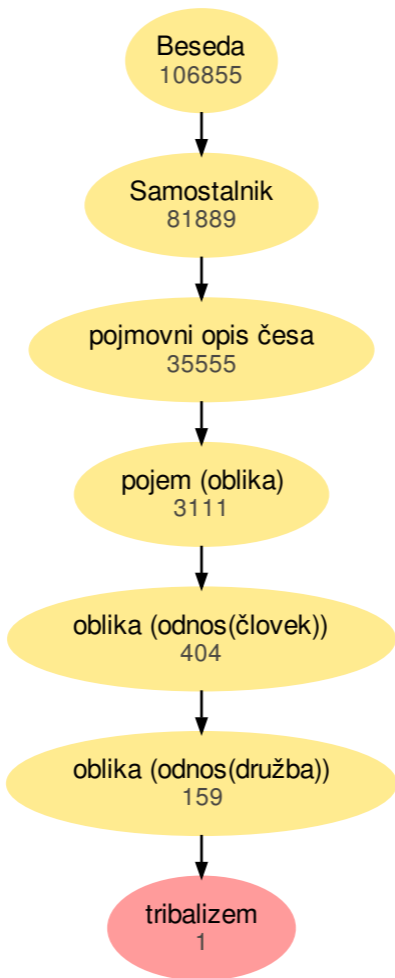 Beseda
106855
Samostalnik
81889
pojmovni opis česa
35555
pojem (oblika)
3111
oblika (odnos(človek))
404
oblika (odnos(družba))
159
tribalizem
1